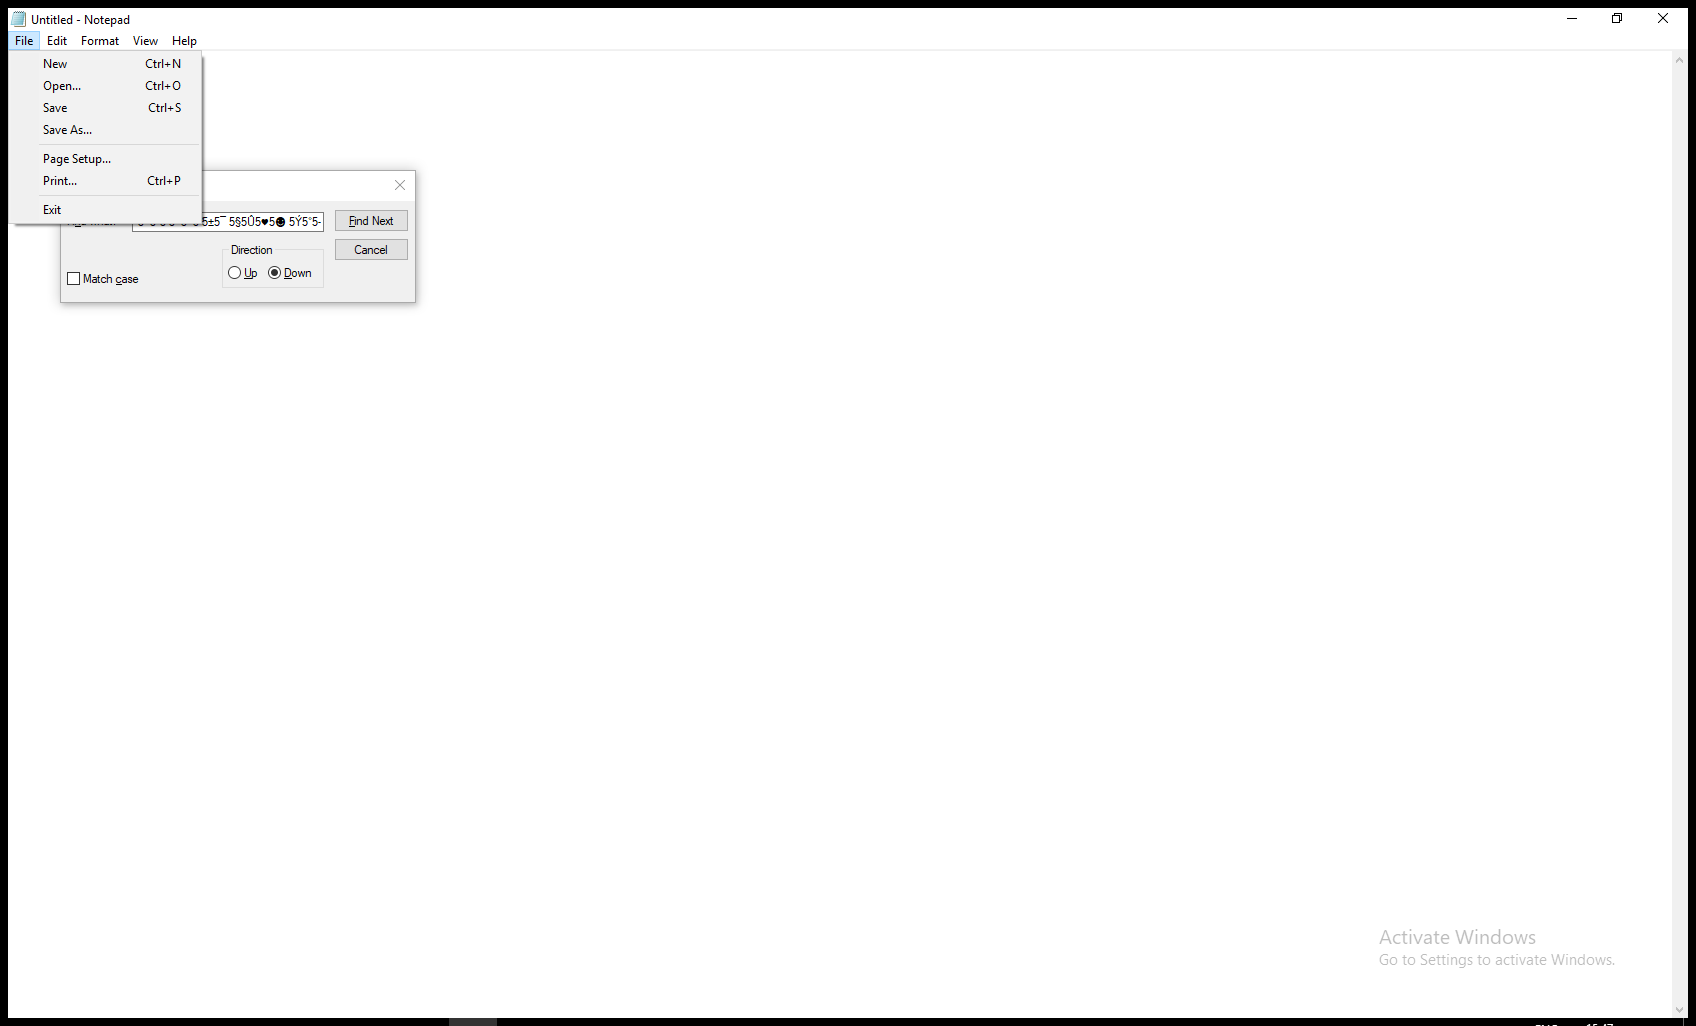 Untitled - Notepad
File Edit Format View Help
New Ctrl+N
Open... Ctrl+O
Save Ctrl+S
Save As...
Page Setup...
Print... Ctrl+P
Exit
5±5¯ 5§5Û5♥5☻ 5Ý5°5-
Find Next
Cancel
Direction
Up Down
Match case
Activate Windows
Go to Settings to activate Windows.